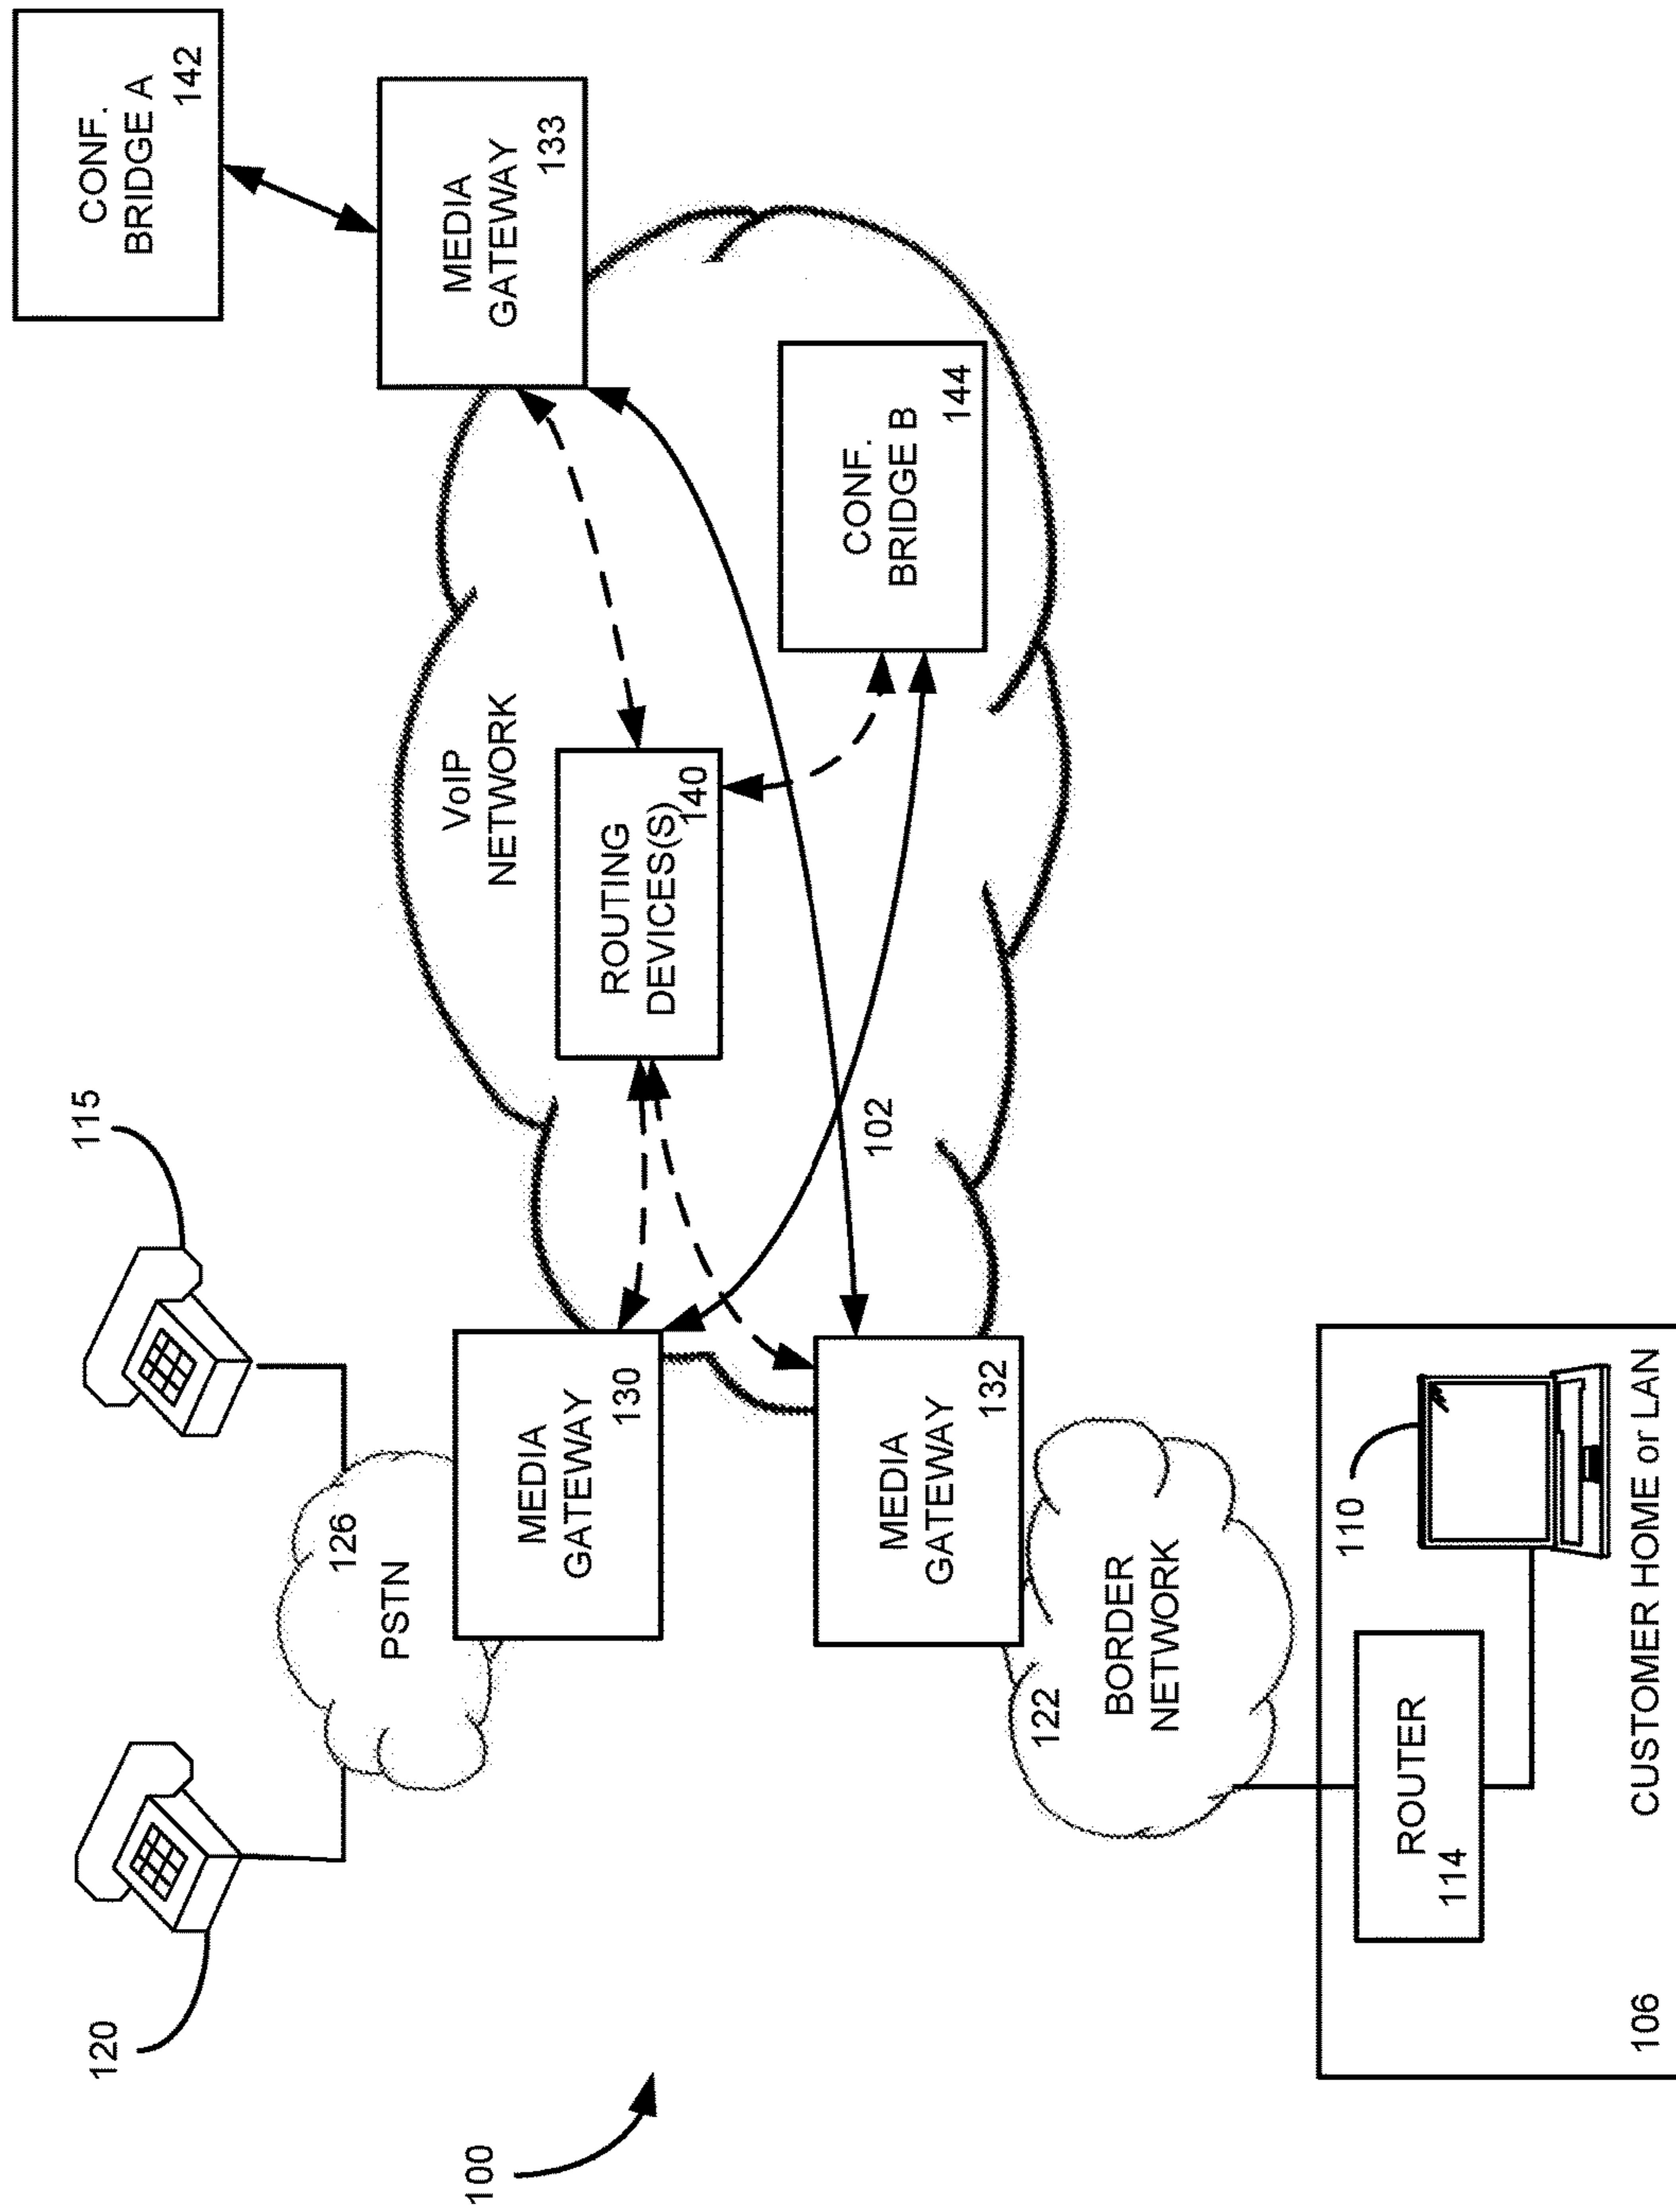 100
120
115
PSTN
126
MEDIA
GATEWAY
130
MEDIA
GATEWAY
132
122
BORDER
NETWORK
106
ROUTER
114
110
CUSTOMER HOME or LAN
102
VoIP
NETWORK
ROUTING
DEVICES(S)
140
CONF.
BRIDGE B
144
MEDIA
GATEWAY
133
CONF.
BRIDGE A
142